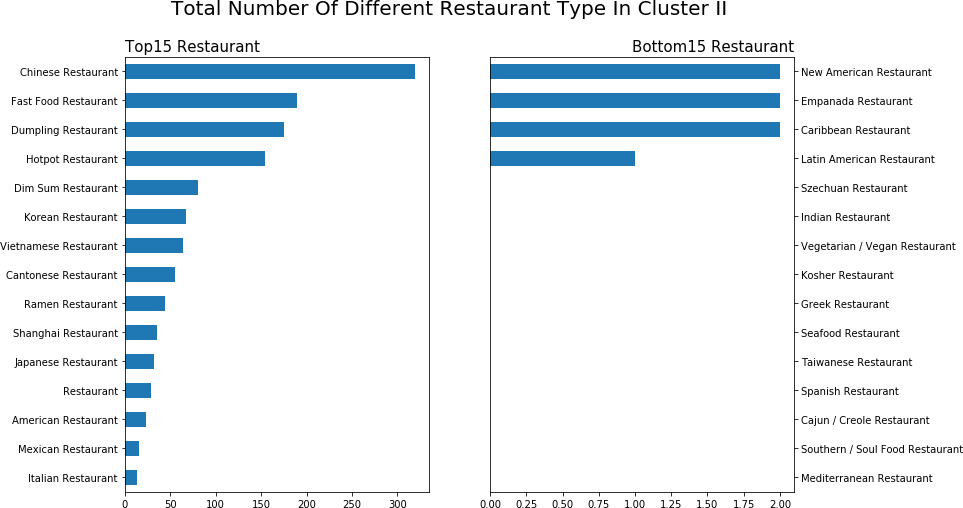 Total Number Of Different Restaurant Type In Cluster II
Top15 Restaurant
Chinese Restaurant
Fast Food Restaurant
Dumpling Restaurant
Hotpot Restaurant
Dim Sum Restaurant
Korean Restaurant
Vietnamese Restaurant
Cantonese Restaurant
Ramen Restaurant
Shanghai Restaurant
Japanese Restaurant
Restaurant
American Restaurant
Mexican Restaurant
Italian Restaurant
0 50 100 150 200 250 300
Bottom15 Restaurant
New American Restaurant
Empanada Restaurant
Caribbean Restaurant
Latin American Restaurant
Szechuan Restaurant
Indian Restaurant
Vegetarian / Vegan Restaurant
Kosher Restaurant
Greek Restaurant
Seafood Restaurant
Taiwanese Restaurant
Spanish Restaurant
Cajun / Creole Restaurant
Southern / Soul Food Restaurant
Mediterranean Restaurant
0.00 0.25 0.50 0.75 1.00 1.25 1.50 1.75 2.00